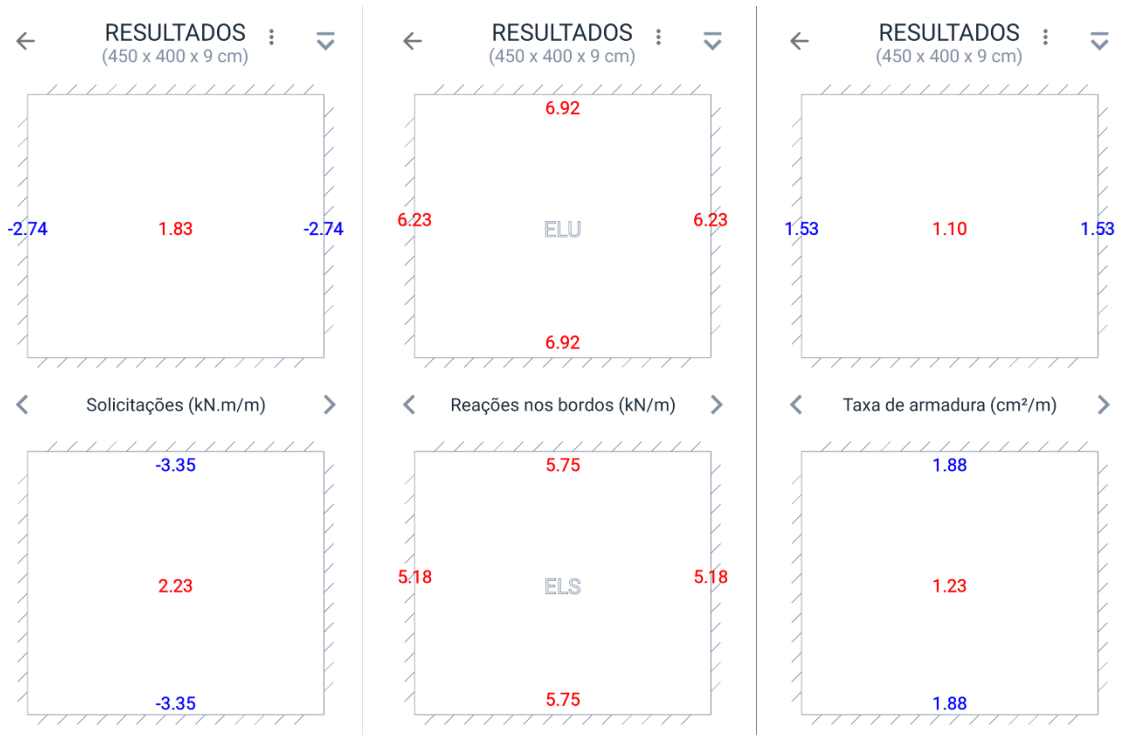 RESULTADOS
(450 x 400 x 9 cm)
-2.74
1.83
-2.74
Solicitações (kN.m/m)
-3.35
2.23
-3.35
RESULTADOS
(450 x 400 x 9 cm)
6.92
6.23
ELU
6.23
6.92
Reações nos bordos (kN/m)
5.75
5.18
ELS
5.18
5.75
RESULTADOS
(450 x 400 x 9 cm)
1.53
1.10
1.53
Taxa de armadura (cm²/m)
1.88
1.23
1.88